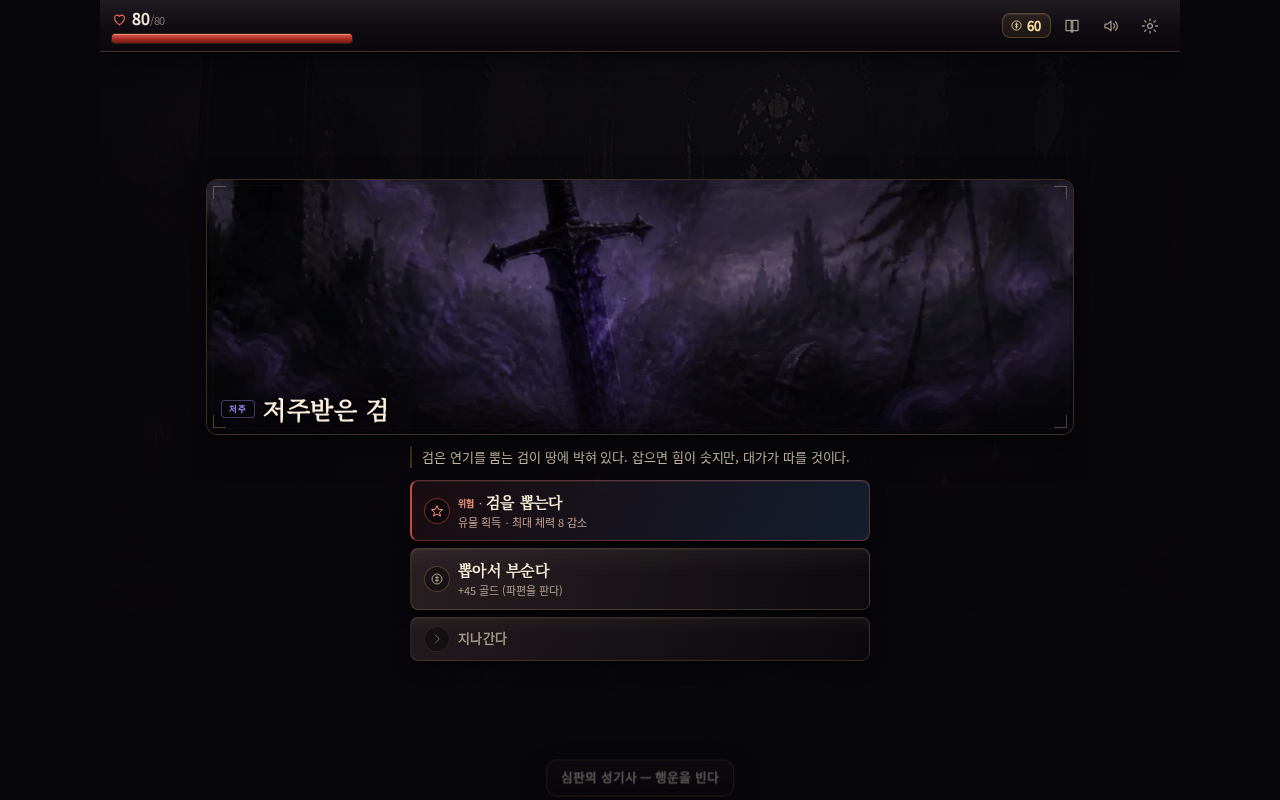 80/80
60
저주 저주받은 검
검은 연기를 뿜는 검이 땅에 박혀 있다. 잡으면 힘이 솟지만, 대가가 따를 것이다.
위험 · 검을 뽑는다
유물 획득 · 최대 체력 8 감소
뽑아서 부순다
+45 골드 (파편을 판다)
지나간다
심판의 성기사 — 행운을 빈다